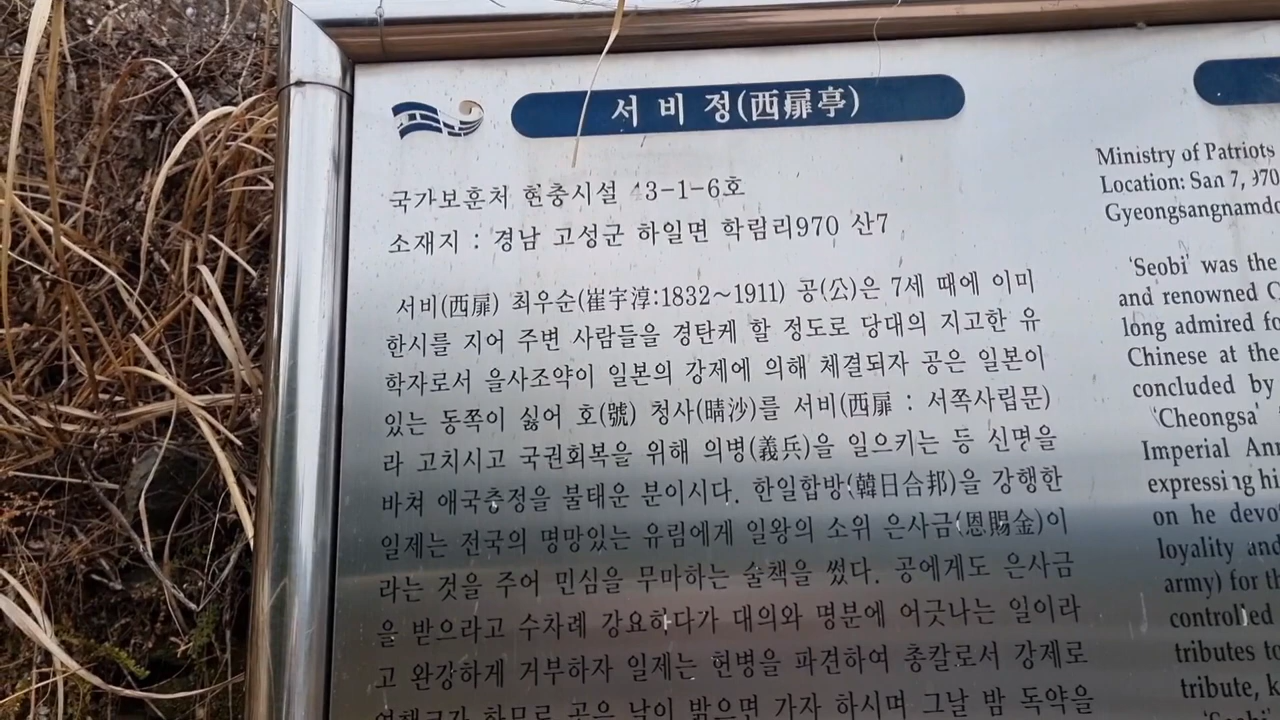 서 비 정(西扉亭)
국가보훈처 현충시설 43-1-6호
소재지 : 경남 고성군 하일면 학림리970 산7
서비(西扉) 최우순(崔宇淳:1832~1911) 공(公)은 7세 때에 이미
한시를 지어 주변 사람들을 경탄케 할 정도로 당대의 지고한 유
학자로서 을사조약이 일본의 강제에 의해 체결되자 공은 일본이
있는 동쪽이 싫어 호(號) 청사(晴沙)를 서비(西扉 : 서쪽사립문)
라 고치시고 국권회복을 위해 의병(義兵)을 일으키는 등 신명을
바쳐 애국충정을 불태운 분이시다. 한일합방(韓日合邦)을 강행한
일제는 전국의 명망있는 유림에게 일왕의 소위 은사금(恩賜金)이
라는 것을 주어 민심을 무마하는 술책을 썼다. 공에게도 은사금
을 받으라고 수차례 강요하다가 대의와 명분에 어긋나는 일이라
고 완강하게 거부하자 일제는 헌병을 파견하여 총칼로서 강제로
하므로 공은 날이 밝으면 가자 하시며 그날 밤 독약을
Ministry of Patriots
Location: San 7, 970
Gyeongsangnamdo
'Seobi' was the
and renowned C
long admired fo
Chinese at the
concluded by
'Cheongsa'
Imperial Ann
expressing hi
on he devo
loyality and
army) for th
controlled
tributes to
tribute, k
'Seobi'